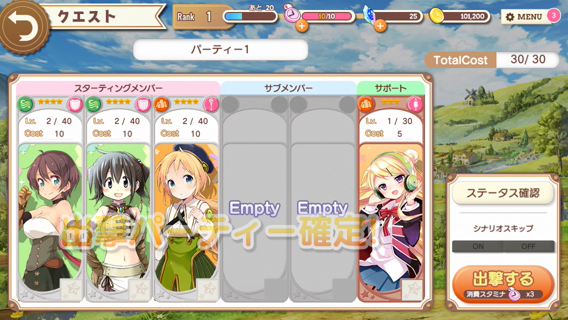 クエスト
Rank 1
あと 20
10/10
25
101,200
MENU 3
パーティー1
TotalCost 30/30
スターティングメンバー サブメンバー サポート
Lv. 2/40 Lv. 2/40 Lv. 2/40 Lv. 1/30
Cost 10 Cost 10 Cost 10 Cost 5
Empty Empty
出撃パーティー確定!
ステータス確認
シナリオスキップ
ON OFF
出撃する
消費スタミナ x3